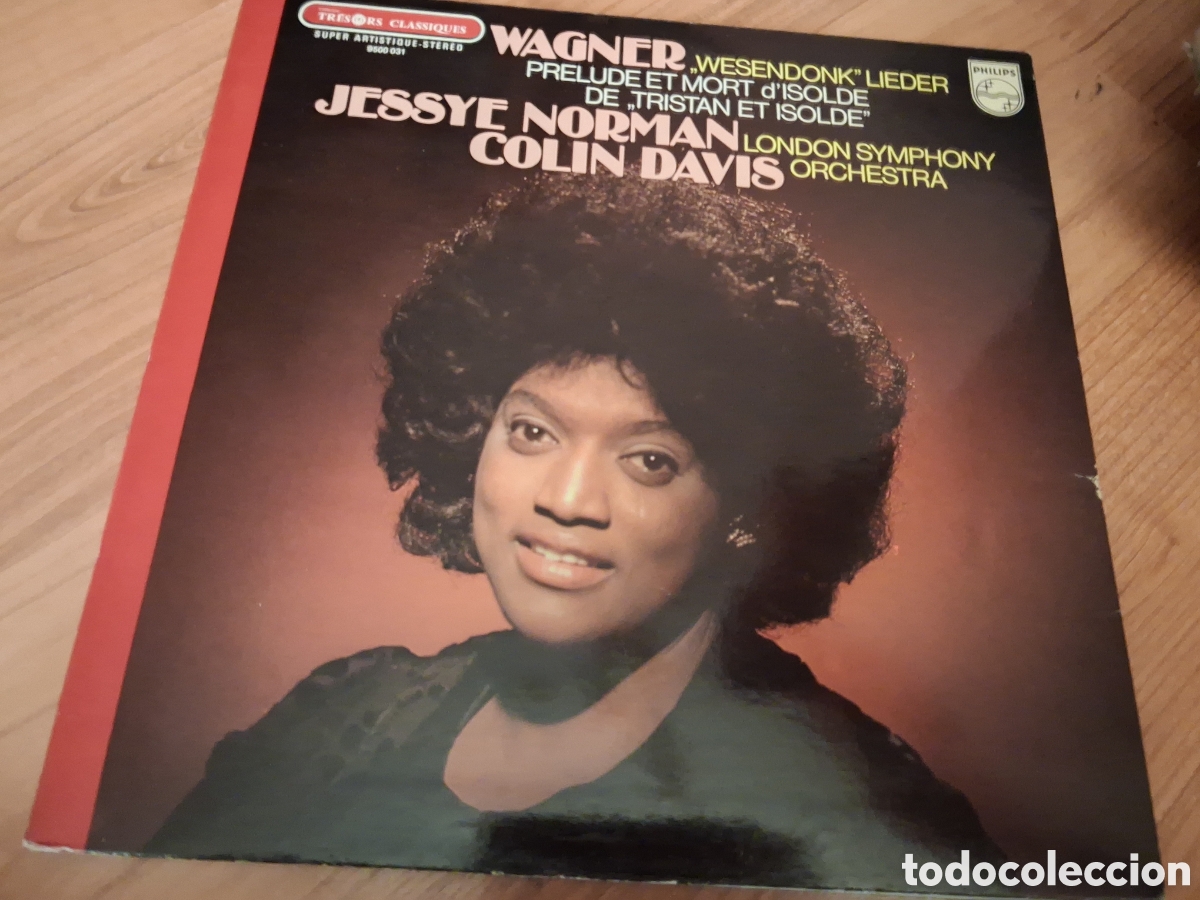 TRÉSORS CLASSIQUES
SUPER ARTISTIQUE-STEREO
9500 031
WAGNER „WESENDONK” LIEDER
PRELUDE ET MORT d'ISOLDE
DE „TRISTAN ET ISOLDE”
JESSYE NORMAN
COLIN DAVIS
LONDON SYMPHONY
ORCHESTRA
PHILIPS
todocoleccion